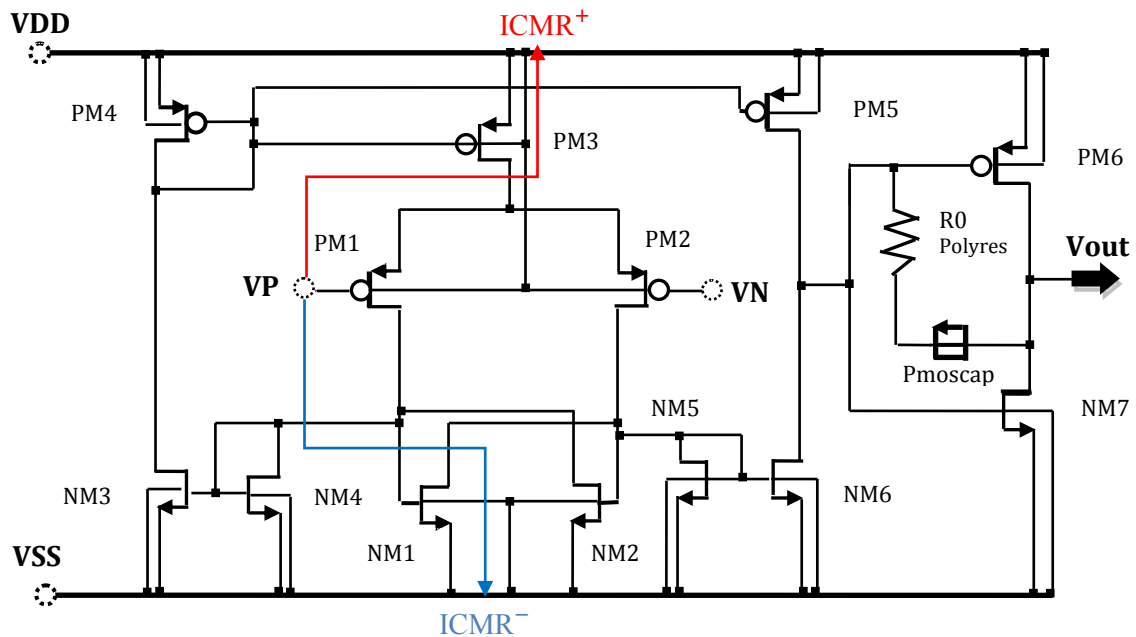 ICMR⁺
VDD
PM4
PM3
PM5
PM6
PM1
PM2
R0
Polyres
Vout
VP
VN
Pmoscap
NM5
NM7
NM3
NM4
NM6
NM1
NM2
VSS
ICMR⁻